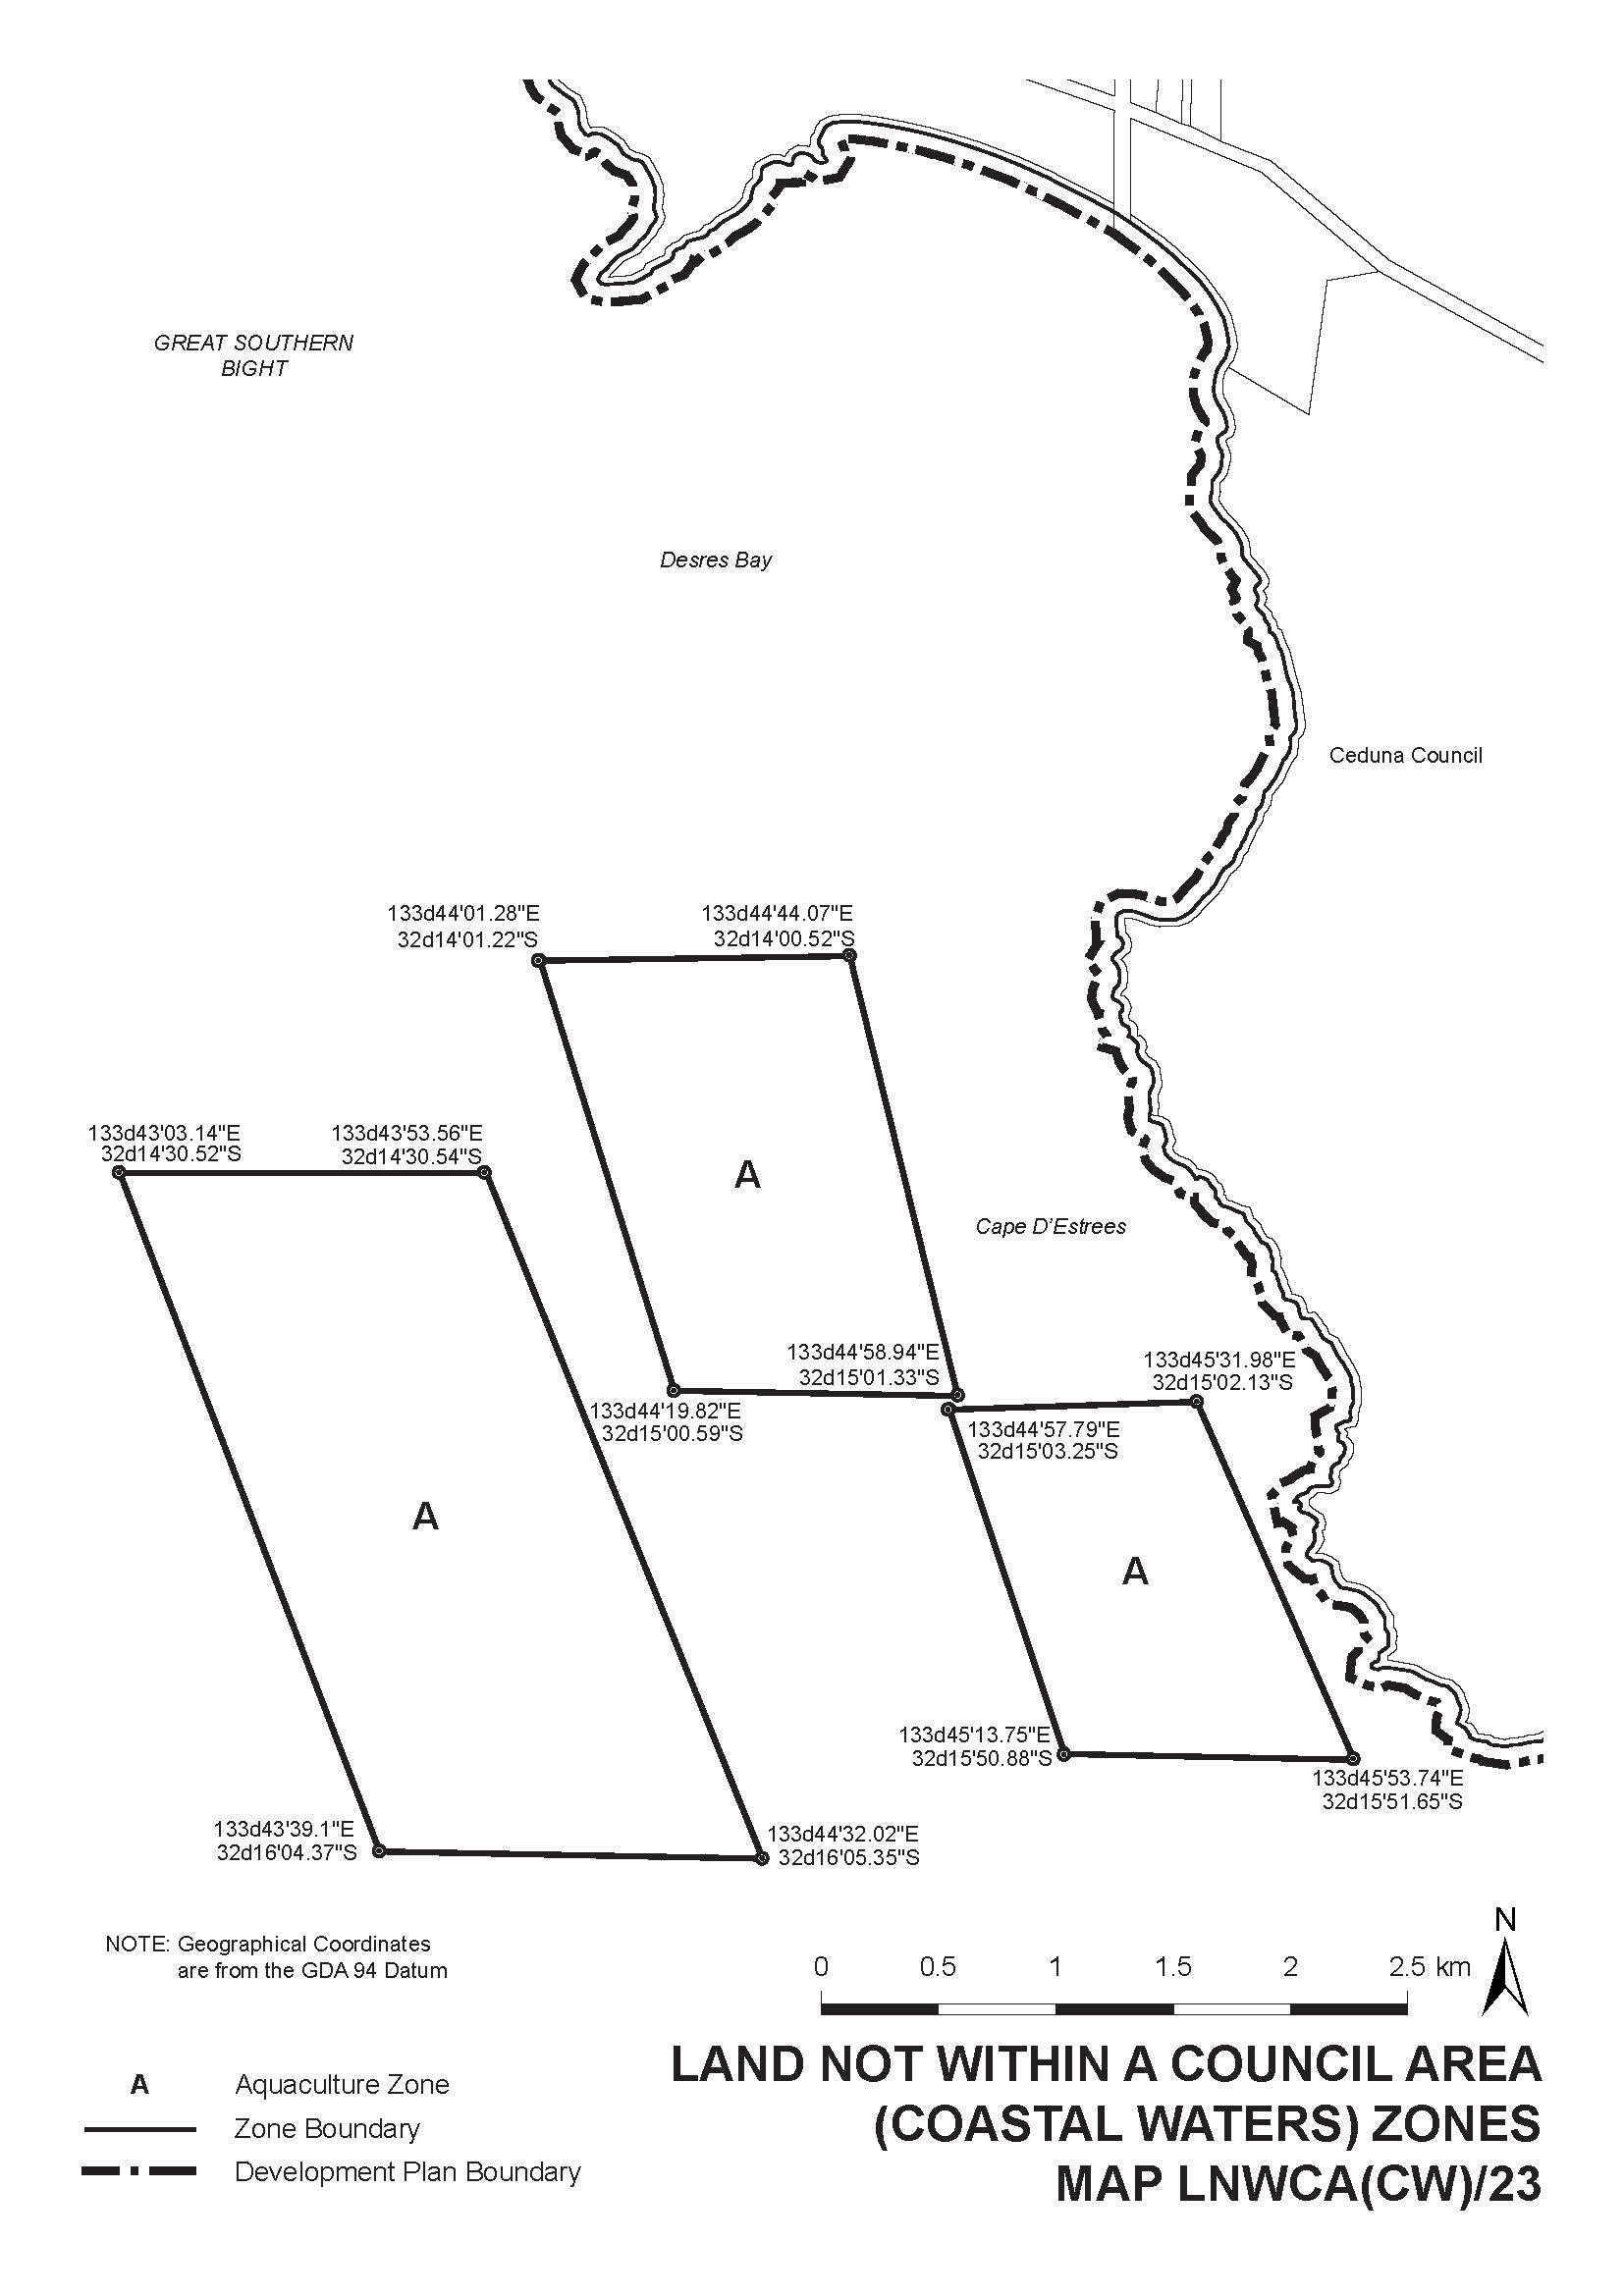 GREAT SOUTHERN
BIGHT
Desres Bay
Ceduna Council
133d44'01.28"E
32d14'01.22"S
133d44'44.07"E
32d14'00.52"S
133d43'03.14"E
32d14'30.52"S
133d43'53.56"E
32d14'30.54"S
A
Cape D'Estrees
133d44'58.94"E
32d15'01.33"S
133d45'31.98"E
32d15'02.13"S
133d44'19.82"E
32d15'00.59"S
133d44'57.79"E
32d15'03.25"S
A
A
133d45'13.75"E
32d15'50.88"S
133d45'53.74"E
32d15'51.65"S
133d43'39.1"E
32d16'04.37"S
133d44'32.02"E
32d16'05.35"S
NOTE: Geographical Coordinates
are from the GDA 94 Datum
N
0 0.5 1 1.5 2 2.5 km
A Aquaculture Zone
Zone Boundary
Development Plan Boundary
LAND NOT WITHIN A COUNCIL AREA
(COASTAL WATERS) ZONES
MAP LNWCA(CW)/23